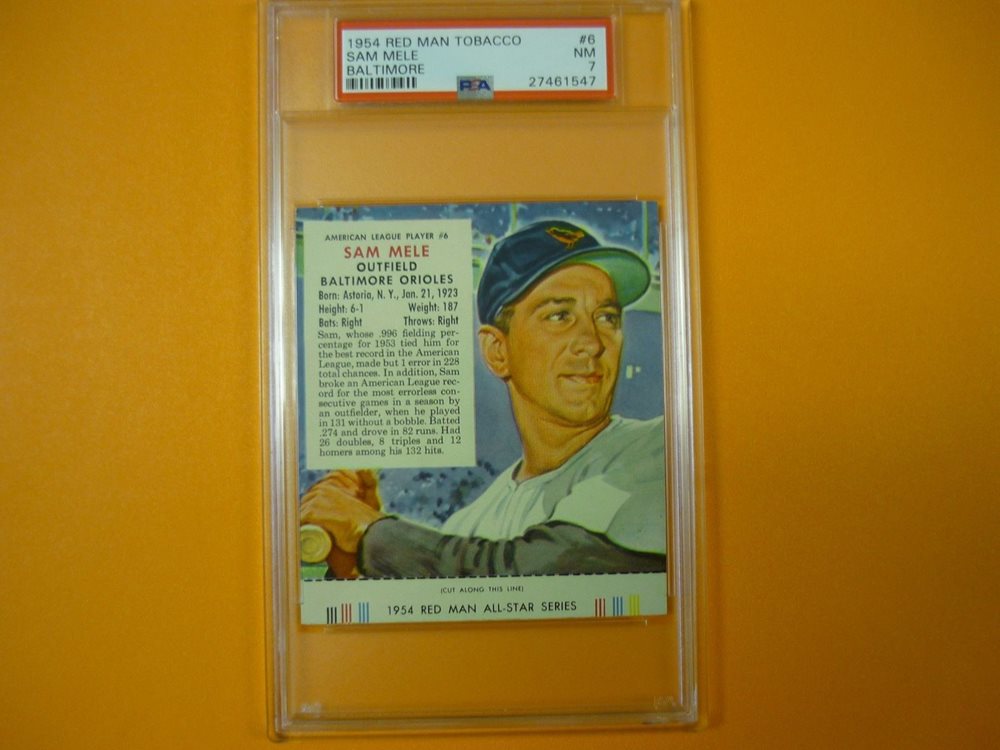 1954 RED MAN TOBACCO #6
SAM MELE NM
BALTIMORE 7
PSA 27461547
AMERICAN LEAGUE PLAYER #6
SAM MELE
OUTFIELD
BALTIMORE ORIOLES
Born: Astoria, N. Y., Jan. 21, 1923
Height: 6-1 Weight: 187
Bats: Right Throws: Right
Sam, whose .996 fielding per-
centage for 1953 tied him for
the best record in the American
League, made but 1 error in 228
total chances. In addition, Sam
broke an American League rec-
ord for the most errorless con-
secutive games in a season by
an outfielder, when he played
in 131 without a bobble. Batted
.274 and drove in 82 runs. Had
26 doubles, 8 triples and 12
homers among his 132 hits.
(CUT ALONG THIS LINE)
1954 RED MAN ALL-STAR SERIES